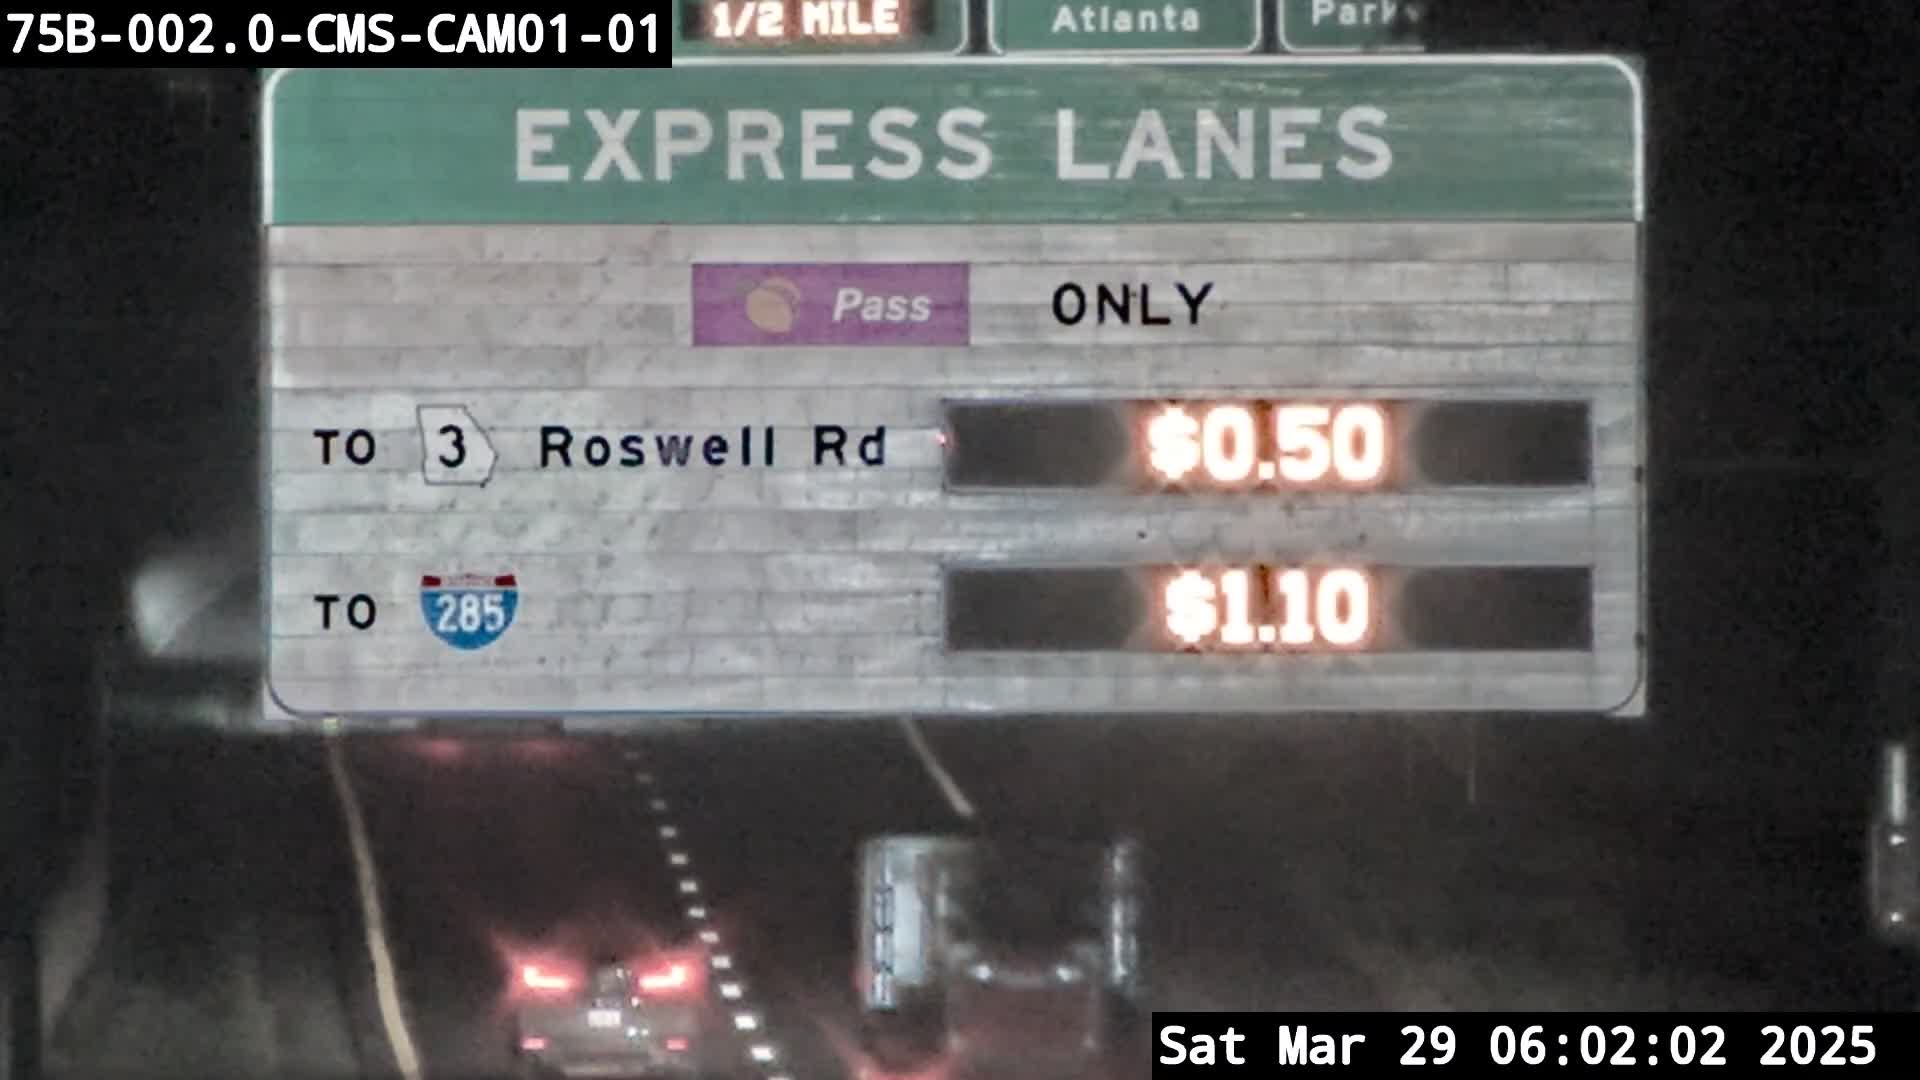 75B-002.0-CMS-CAM01-01
1/2 MILE
Atlanta
EXPRESS LANES
Pass ONLY
TO 3 Roswell Rd $0.50
TO 285 $1.10
Sat Mar 29 06:02:02 2025